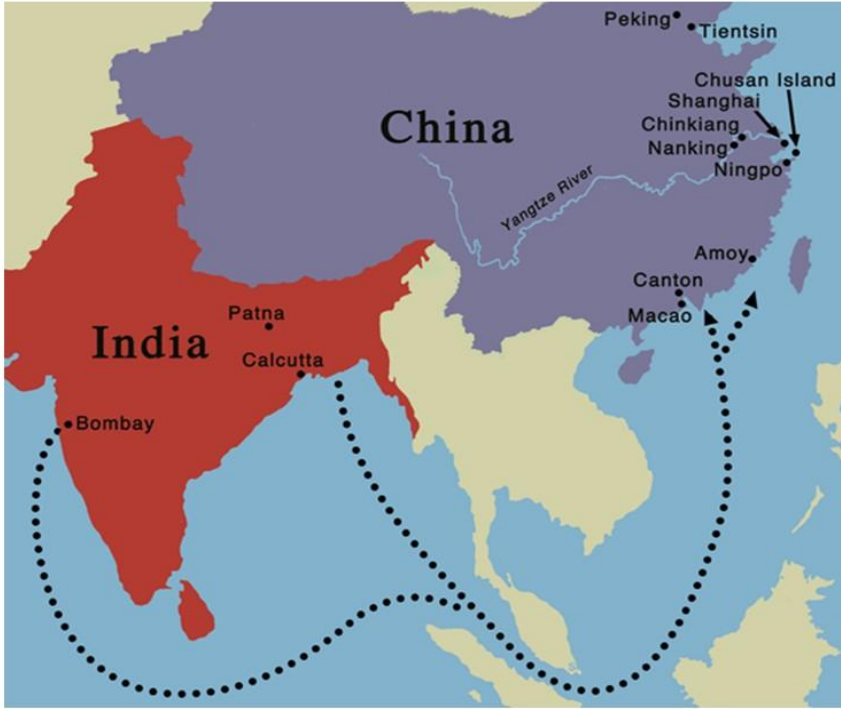 Peking
Tientsin
Chusan Island
Shanghai
Chinkiang
Nanking
Ningpo
China
Yangtze River
Amoy
Canton
Macao
Patna
India
Calcutta
Bombay